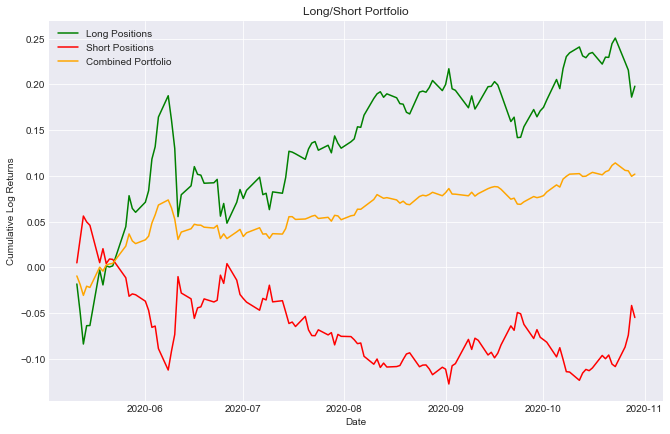 Long/Short Portfolio
Long Positions
Short Positions
Combined Portfolio
0.25
0.20
0.15
0.10
0.05
0.00
−0.05
−0.10
Cumulative Log Returns
2020-06 2020-07 2020-08 2020-09 2020-10 2020-11
Date